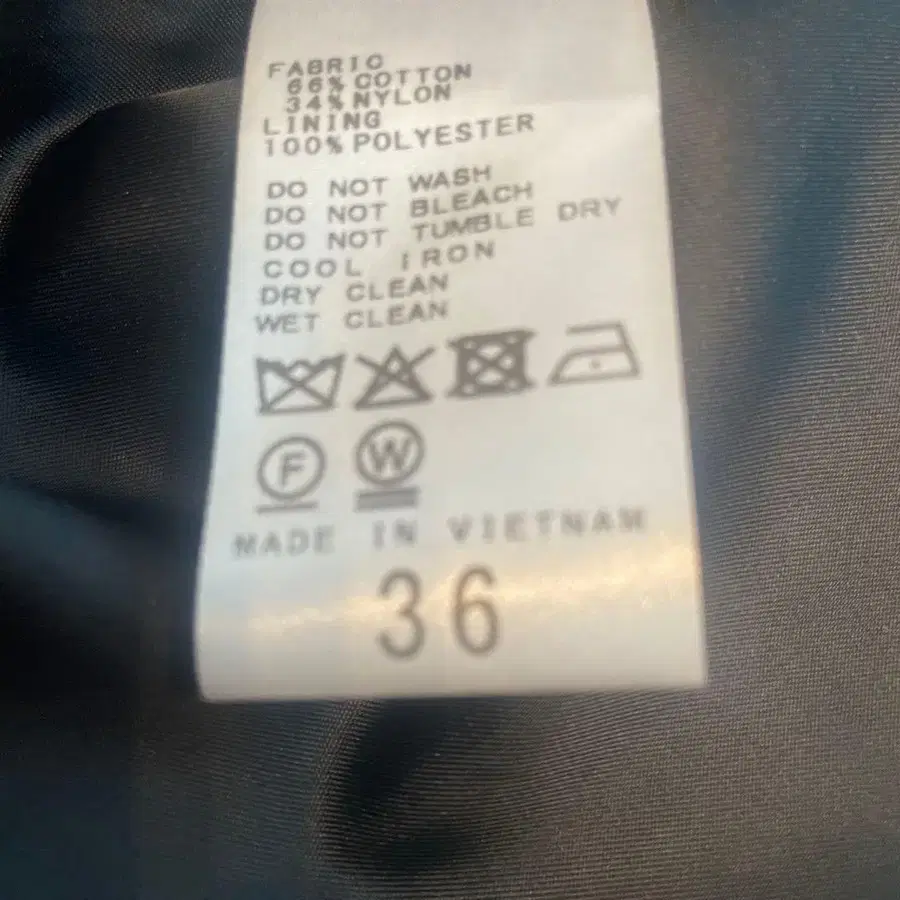 FABRIC
66% COTTON
34% NYLON
LINING
100% POLYESTER
DO NOT WASH
DO NOT BLEACH
DO NOT TUMBLE DRY
COOL IRON
DRY CLEAN
WET CLEAN
F W
MADE IN VIETNAM
36